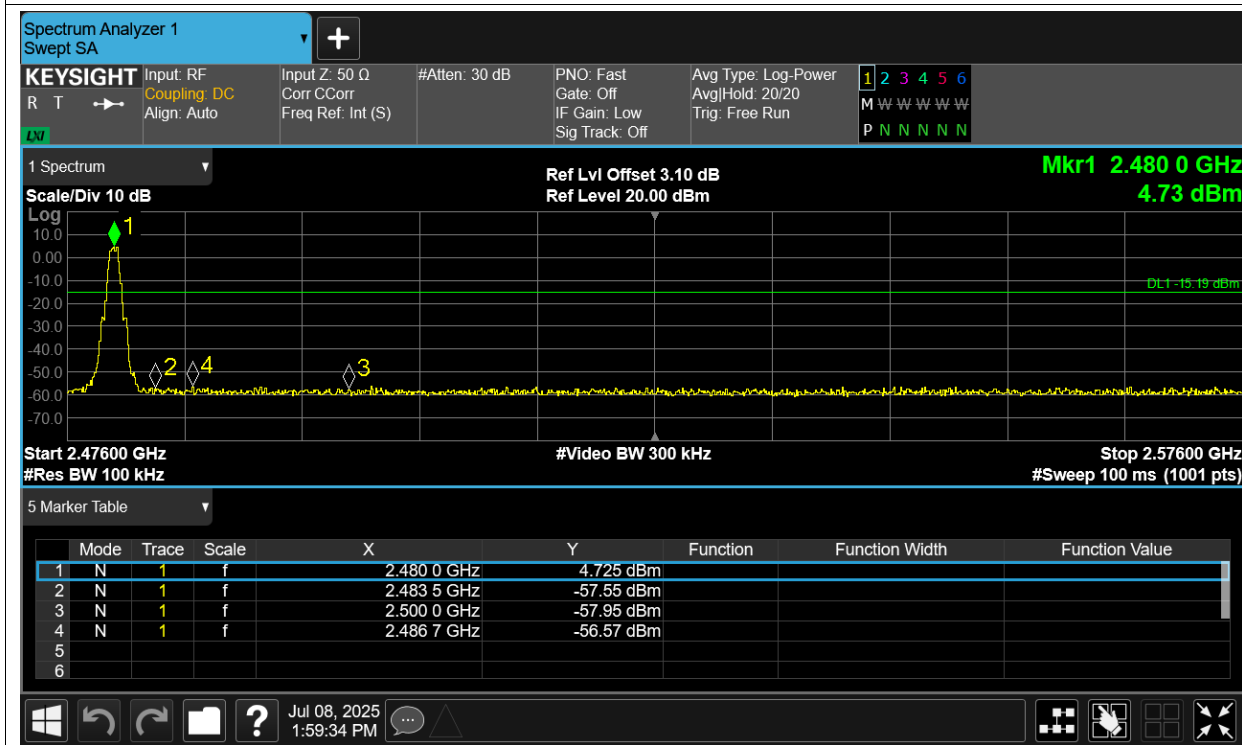 Spectrum Analyzer 1
Swept SA
KEYSIGHT
R T
LXI
Input: RF
Coupling: DC
Align: Auto
Input Z: 50 Ω
Corr CCorr
Freq Ref: Int (S)
#Atten: 30 dB
PNO: Fast
Gate: Off
IF Gain: Low
Sig Track: Off
Avg Type: Log-Power
Avg|Hold: 20/20
Trig: Free Run
1 2 3 4 5 6
M W W W W W
P N N N N N
1 Spectrum
Scale/Div 10 dB
Ref Lvl Offset 3.10 dB
Ref Level 20.00 dBm
Mkr1 2.480 0 GHz
4.73 dBm
Log
10.0
0.00
-10.0
-20.0
-30.0
-40.0
-50.0
-60.0
-70.0
1
2
4
3
DL1 -15.19 dBm
Start 2.47600 GHz
#Res BW 100 kHz
#Video BW 300 kHz
Stop 2.57600 GHz
#Sweep 100 ms (1001 pts)
5 Marker Table
Mode Trace Scale X Y Function Function Width Function Value
1 N 1 f 2.480 0 GHz 4.725 dBm
2 N 1 f 2.483 5 GHz -57.55 dBm
3 N 1 f 2.500 0 GHz -57.95 dBm
4 N 1 f 2.486 7 GHz -56.57 dBm
5
6
?
Jul 08, 2025
1:59:34 PM